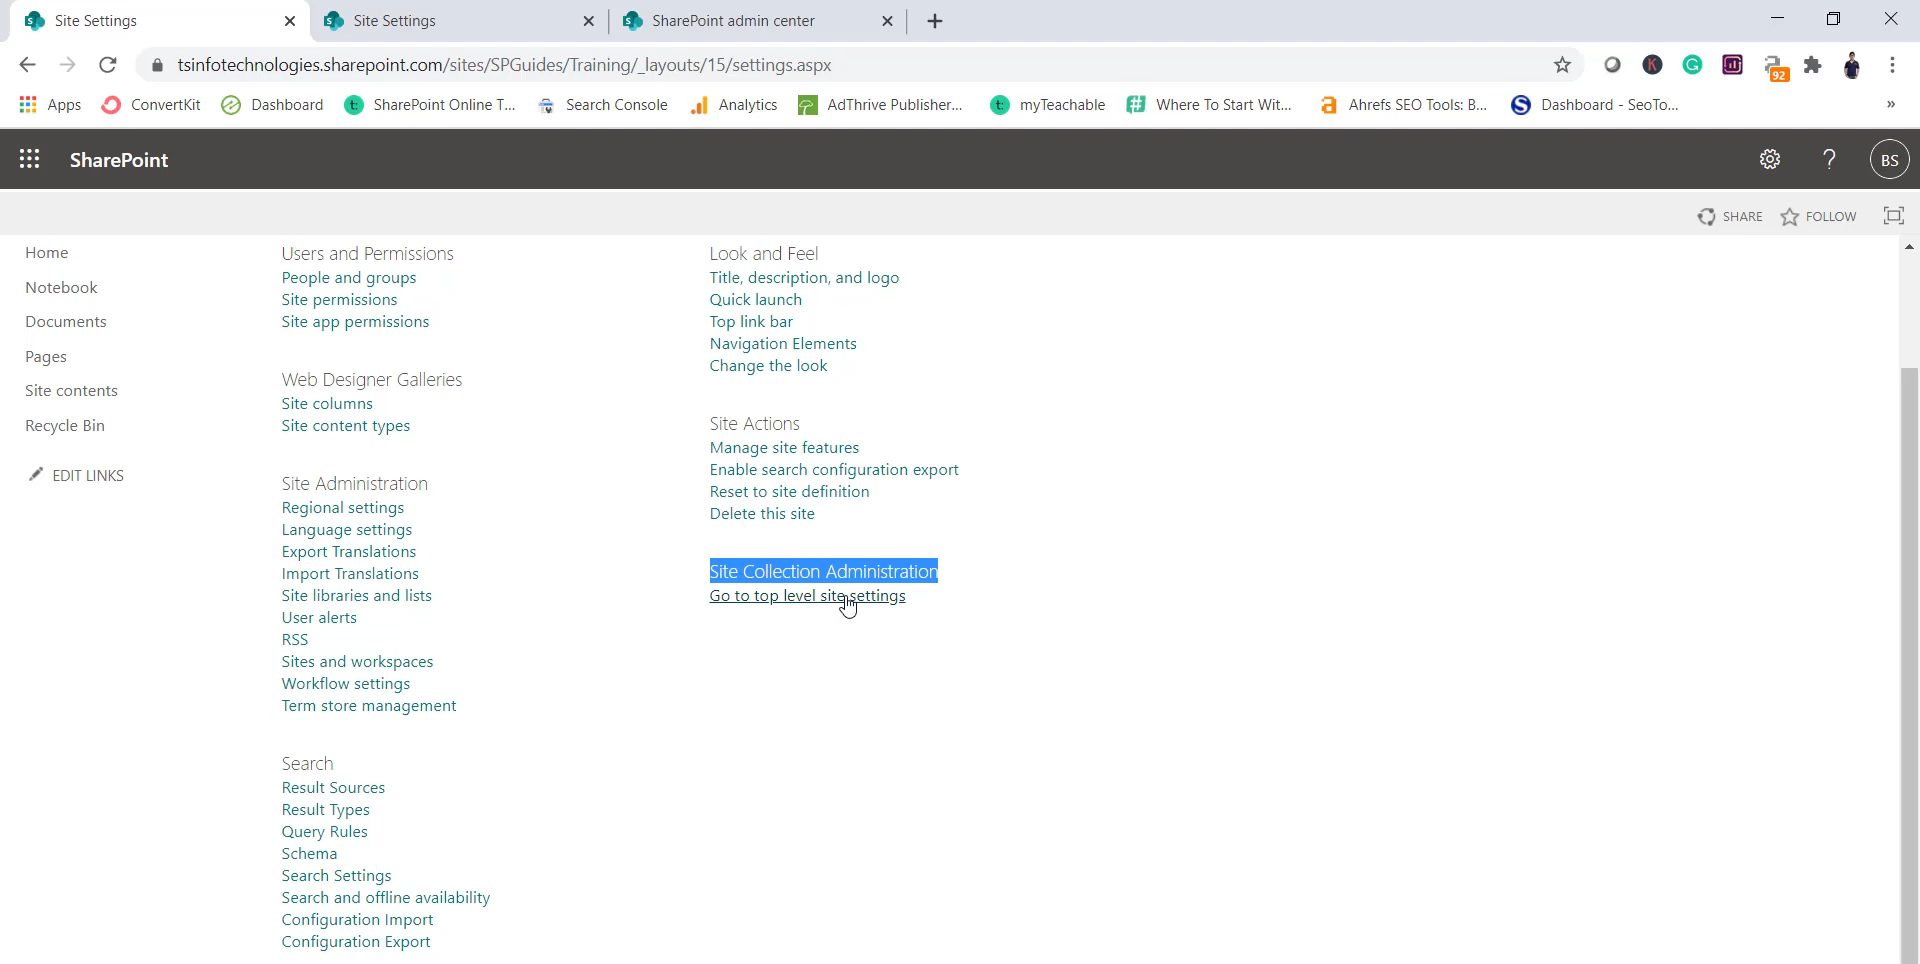 Site Settings
Site Settings
SharePoint admin center
tsinfotechnologies.sharepoint.com/sites/SPGuides/Training/_layouts/15/settings.aspx
92
Apps ConvertKit Dashboard SharePoint Online T... Search Console Analytics AdThrive Publisher... myTeachable Where To Start Wit... Ahrefs SEO Tools: B... Dashboard - SeoTo... »
SharePoint
? BS
SHARE FOLLOW
Home
Notebook
Documents
Pages
Site contents
Recycle Bin
EDIT LINKS
Users and Permissions
People and groups
Site permissions
Site app permissions
Web Designer Galleries
Site columns
Site content types
Site Administration
Regional settings
Language settings
Export Translations
Import Translations
Site libraries and lists
User alerts
RSS
Sites and workspaces
Workflow settings
Term store management
Search
Result Sources
Result Types
Query Rules
Schema
Search Settings
Search and offline availability
Configuration Import
Configuration Export
Look and Feel
Title, description, and logo
Quick launch
Top link bar
Navigation Elements
Change the look
Site Actions
Manage site features
Enable search configuration export
Reset to site definition
Delete this site
Site Collection Administration
Go to top level site settings